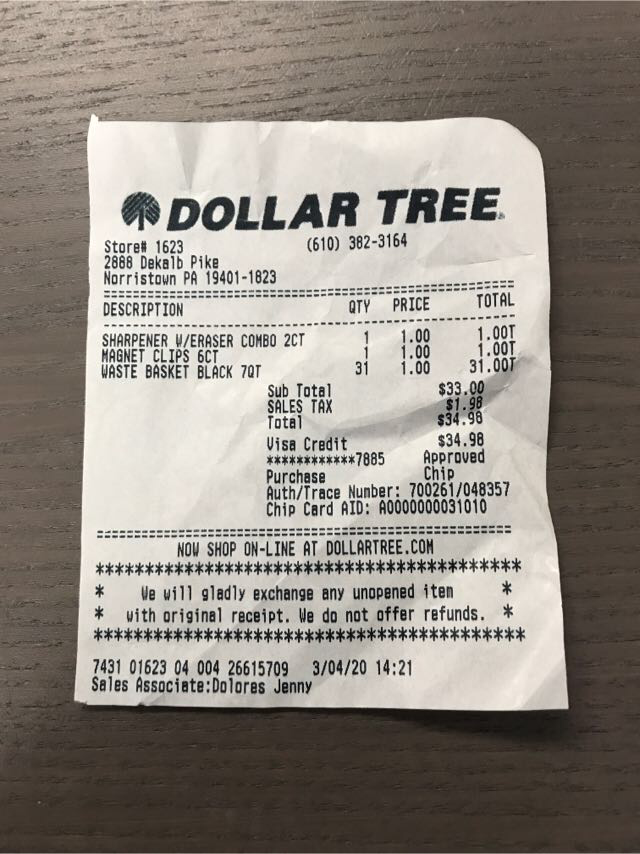 DOLLAR TREE
Store# 1623 (610) 382-3164
2888 Dekalb Pike
Norristown PA 19401-1823
================================================
DESCRIPTION QTY PRICE TOTAL
------------------------------------------------
SHARPENER W/ERASER COMBO 2CT 1 1.00 1.00T
MAGNET CLIPS 6CT 1 1.00 1.00T
WASTE BASKET BLACK 7QT 31 1.00 31.00T
Sub Total $33.00
SALES TAX $1.98
Total $34.98
Visa Credit $34.98
************7885 Approved
Purchase Chip
Auth/Trace Number: 700261/048357
Chip Card AID: A0000000031010
================================================
NOW SHOP ON-LINE AT DOLLARTREE.COM
************************************************
* We will gladly exchange any unopened item *
* with original receipt. We do not offer refunds. *
************************************************
7431 01623 04 004 26615709 3/04/20 14:21
Sales Associate:Dolores Jenny